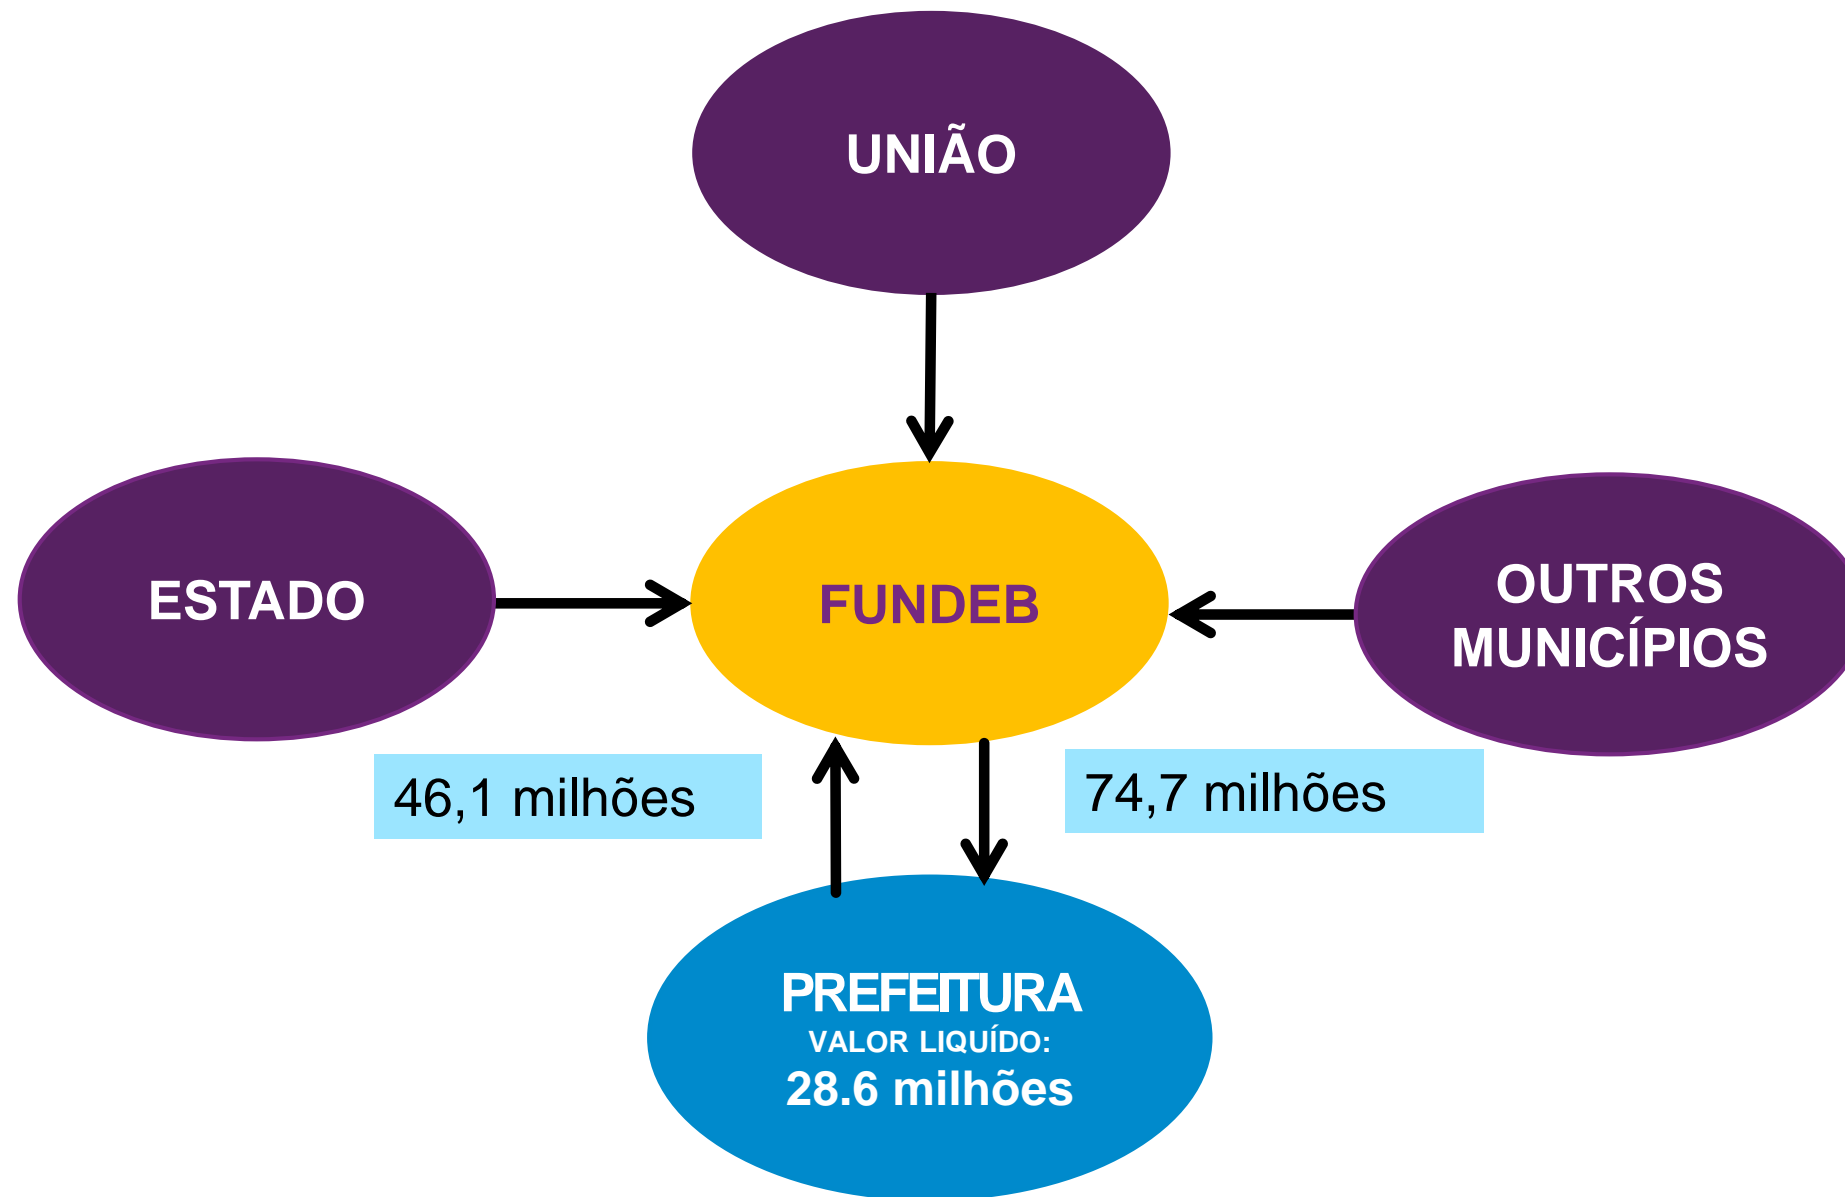 UNIÃO
ESTADO
FUNDEB
OUTROS
MUNICÍPIOS
46,1 milhões
74,7 milhões
PREFEITURA
VALOR LIQUÍDO:
28.6 milhões